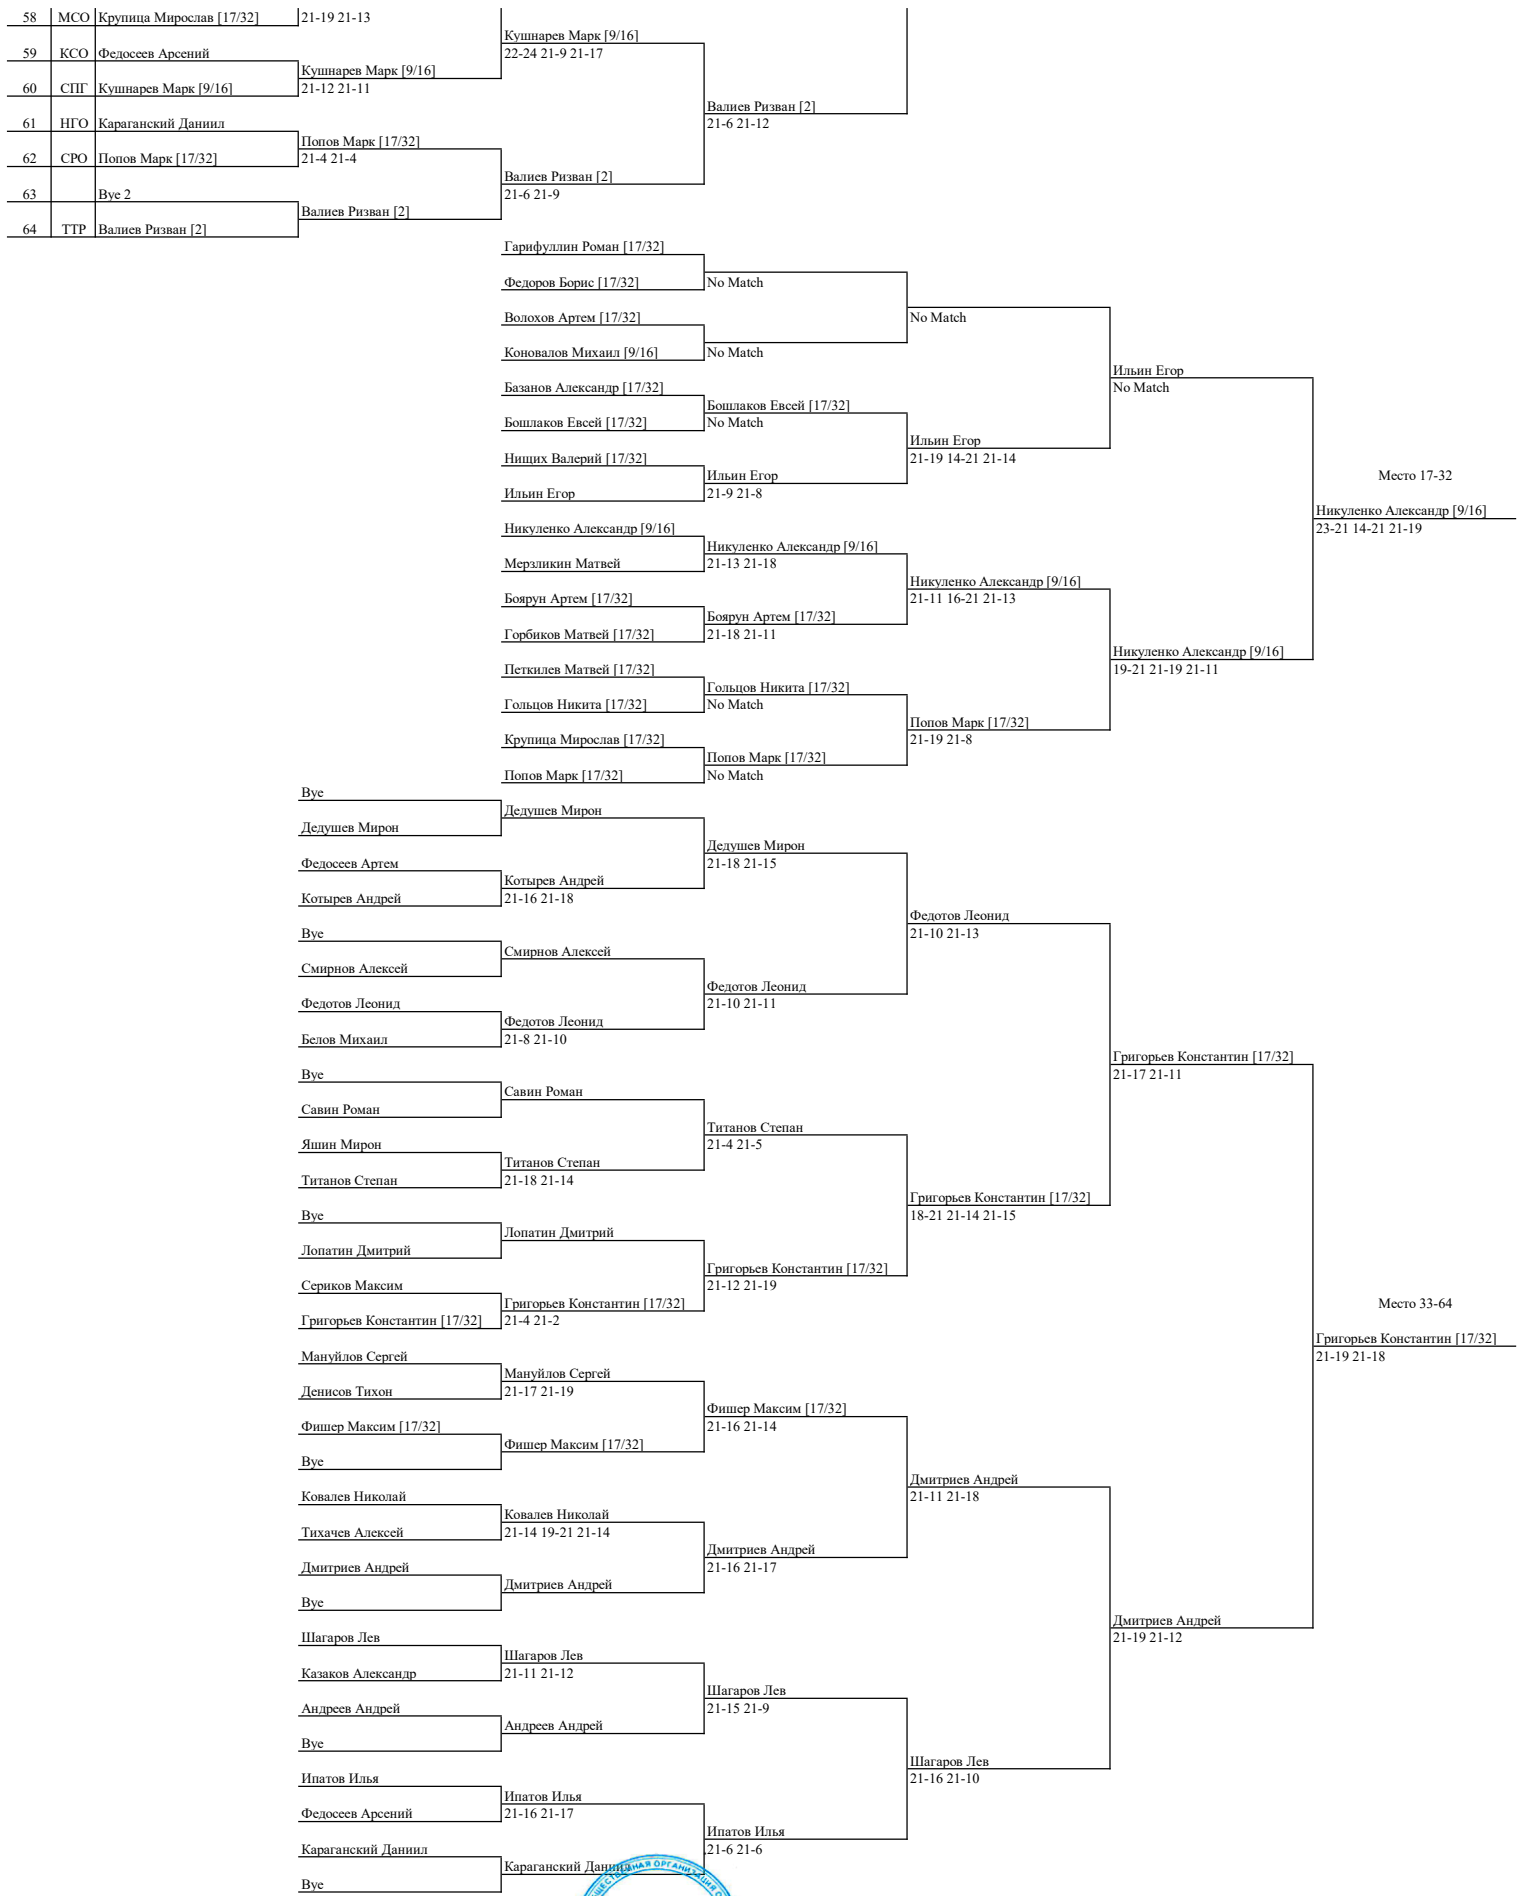 58 МСО Крупица Мирослав [17/32] 21-19 21-13
Кушнарев Марк [9/16]
59 КСО Федосеев Арсений 22-24 21-9 21-17
Кушнарев Марк [9/16]
60 СПГ Кушнарев Марк [9/16] 21-12 21-11
Валиев Ризван [2]
61 НГО Караганский Даниил 21-6 21-12
Попов Марк [17/32]
62 СРО Попов Марк [17/32] 21-4 21-4
Валиев Ризван [2]
63 Bye 2 21-6 21-9
Валиев Ризван [2]
64 ТТР Валиев Ризван [2]
Гарифуллин Роман [17/32]
Федоров Борис [17/32] No Match
Волохов Артем [17/32] No Match
Коновалов Михаил [9/16] No Match
Ильин Егор
Базанов Александр [17/32] No Match
Бошлаков Евсей [17/32]
Бошлаков Евсей [17/32] No Match
Ильин Егор
Нищих Валерий [17/32] 21-19 14-21 21-14
Ильин Егор Место 17-32
Ильин Егор 21-9 21-8
Никуленко Александр [9/16]
Никуленко Александр [9/16] 23-21 14-21 21-19
Никуленко Александр [9/16]
Мерзликин Матвей 21-13 21-18
Никуленко Александр [9/16]
Боярун Артем [17/32] 21-11 16-21 21-13
Боярун Артем [17/32]
Горбиков Матвей [17/32] 21-18 21-11
Никуленко Александр [9/16]
Петкилев Матвей [17/32] 19-21 21-19 21-11
Гольцов Никита [17/32]
Гольцов Никита [17/32] No Match
Попов Марк [17/32]
Крупица Мирослав [17/32] 21-19 21-8
Попов Марк [17/32]
Попов Марк [17/32] No Match
Bye
Дедушев Мирон
Дедушев Мирон
Дедушев Мирон
Федосеев Артем 21-18 21-15
Котырев Андрей
Котырев Андрей 21-16 21-18
Федотов Леонид
Bye 21-10 21-13
Смирнов Алексей
Смирнов Алексей
Федотов Леонид
Федотов Леонид 21-10 21-11
Федотов Леонид
Белов Михаил 21-8 21-10
Григорьев Константин [17/32]
Bye 21-17 21-11
Савин Роман
Савин Роман
Титанов Степан
Яшин Мирон 21-4 21-5
Титанов Степан
Титанов Степан 21-18 21-14
Григорьев Константин [17/32]
Bye 18-21 21-14 21-15
Лопатин Дмитрий
Лопатин Дмитрий
Григорьев Константин [17/32]
Сериков Максим 21-12 21-19
Григорьев Константин [17/32] Место 33-64
Григорьев Константин [17/32] 21-4 21-2
Григорьев Константин [17/32]
Мануйлов Сергей 21-19 21-18
Мануйлов Сергей
Денисов Тихон 21-17 21-19
Фишер Максим [17/32]
Фишер Максим [17/32] 21-16 21-14
Фишер Максим [17/32]
Bye
Дмитриев Андрей
Ковалев Николай 21-11 21-18
Ковалев Николай
Тихачев Алексей 21-14 19-21 21-14
Дмитриев Андрей
Дмитриев Андрей 21-16 21-17
Дмитриев Андрей
Bye
Дмитриев Андрей
Шагаров Лев 21-19 21-12
Шагаров Лев
Казаков Александр 21-11 21-12
Шагаров Лев
Андреев Андрей 21-15 21-9
Андреев Андрей
Bye
Шагаров Лев
Ипатов Илья 21-16 21-10
Ипатов Илья
Федосеев Арсений 21-16 21-17
Ипатов Илья
Караганский Даниил 21-6 21-6
Караганский Даниил
Bye